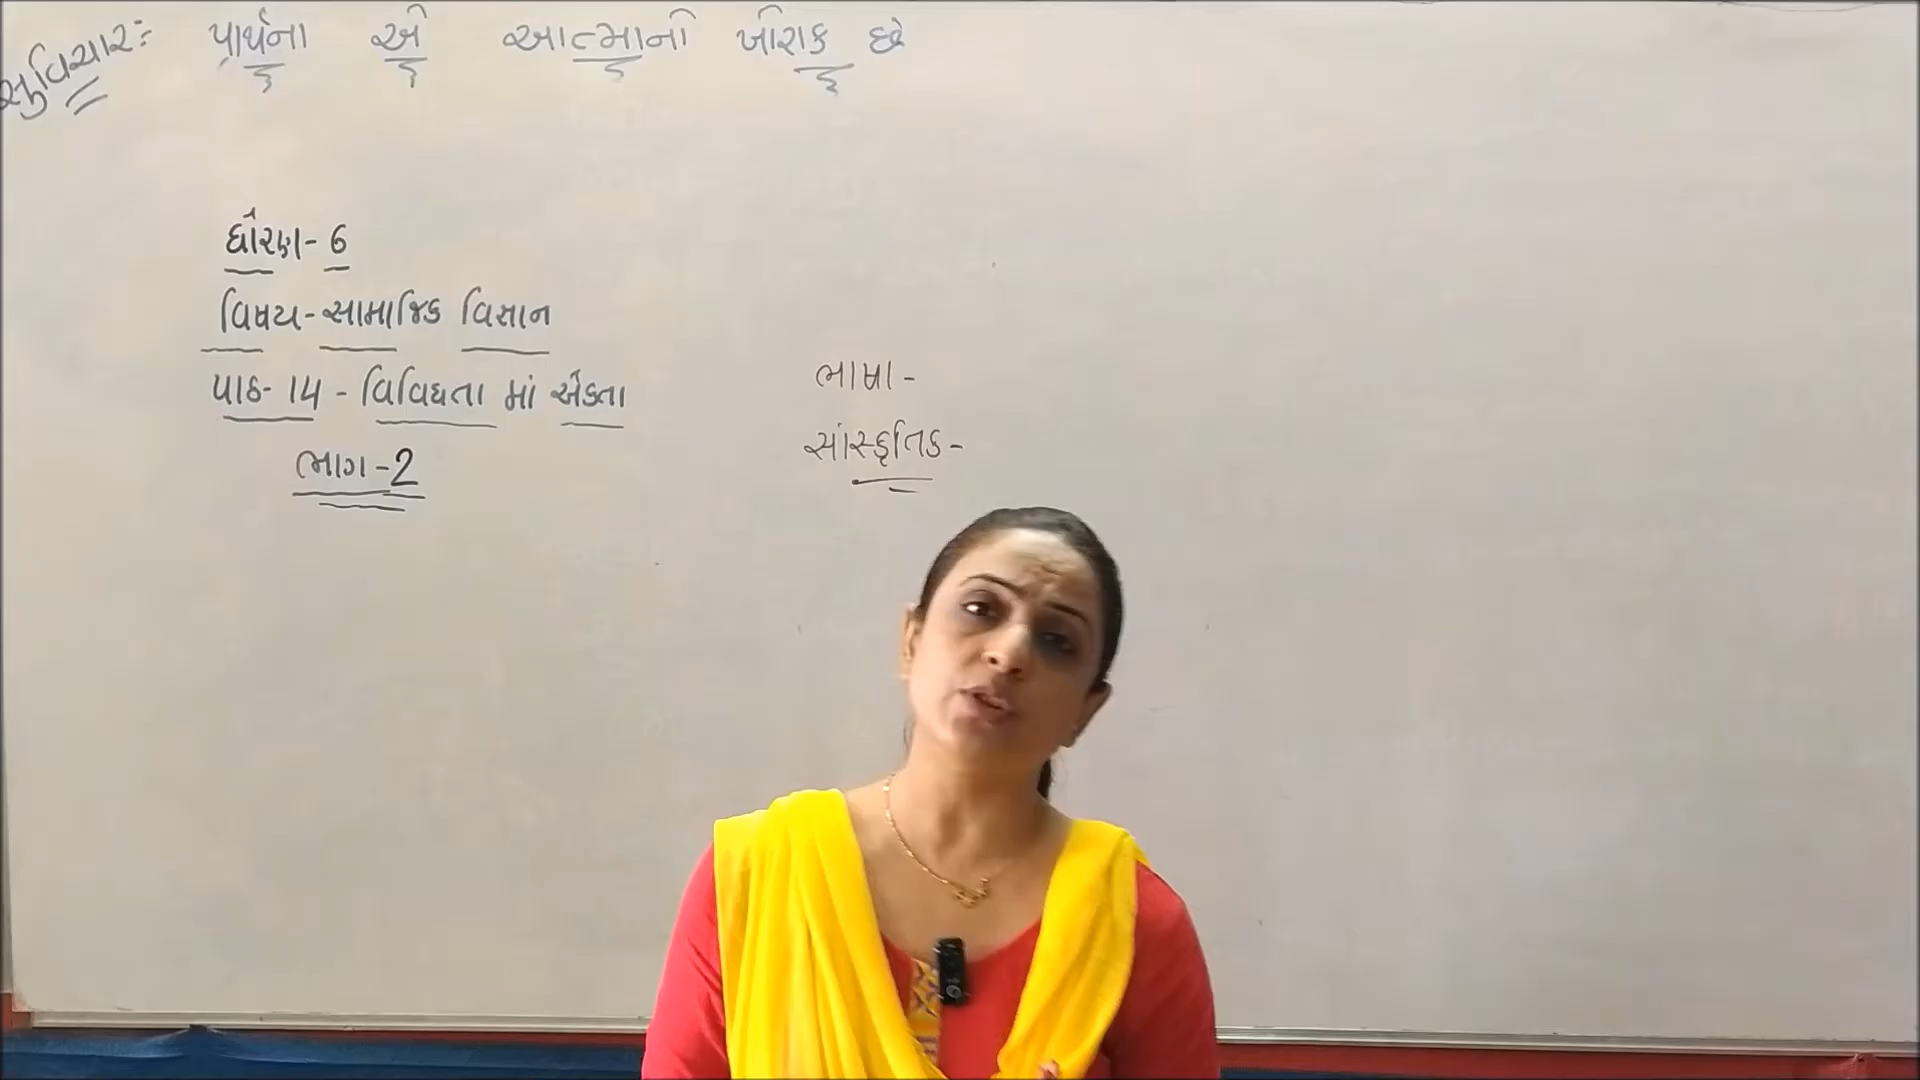 સુવિચાર:- પ્રાર્થના એ આત્માનો ખોરાક છે
ધોરણ- 6
વિષય- સામાજિક વિજ્ઞાન
પાઠ- 14 - વિવિધતા માં એકતા
ભાગ-2
ભાષા-
સાંસ્કૃતિક-